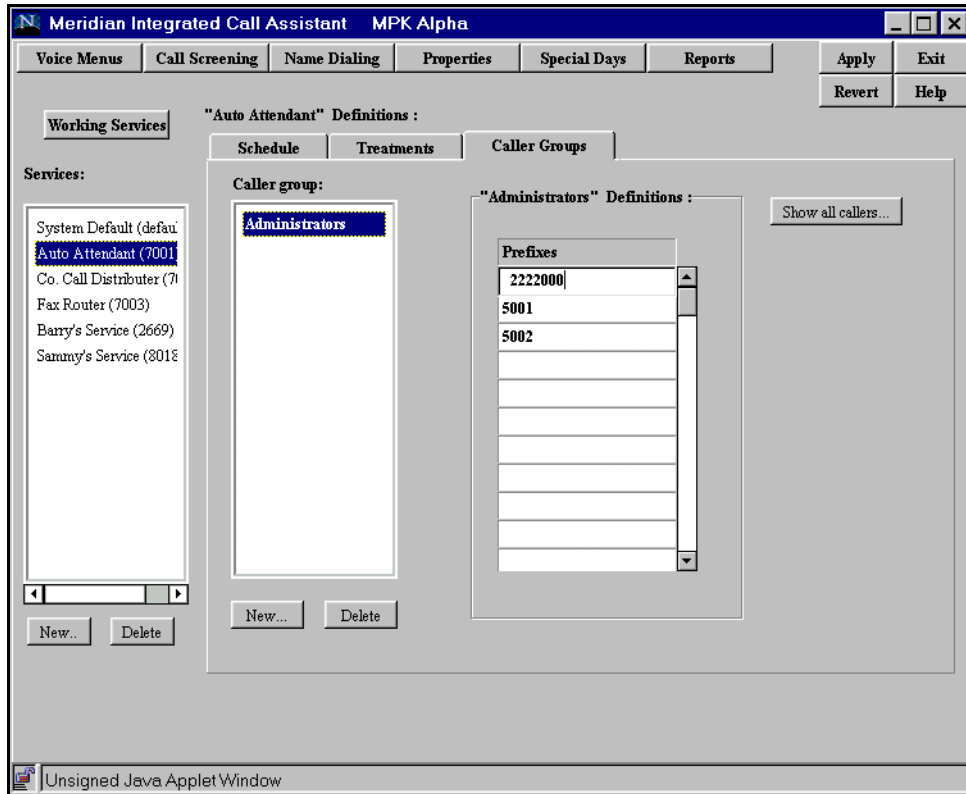 Meridian Integrated Call Assistant MPK Alpha
Voice Menus Call Screening Name Dialing Properties Special Days Reports Apply Exit
Revert Help
Working Services
"Auto Attendant" Definitions :
Schedule Treatments Caller Groups
Services:
System Default (defau
Auto Attendant (7001)
Co. Call Distributer (70
Fax Router (7003)
Barry's Service (2669)
Sammy's Service (8018
New.. Delete
Caller group:
Administrators
New... Delete
"Administrators" Definitions :
Prefixes
2222000
5001
5002
Show all callers...
Unsigned Java Applet Window